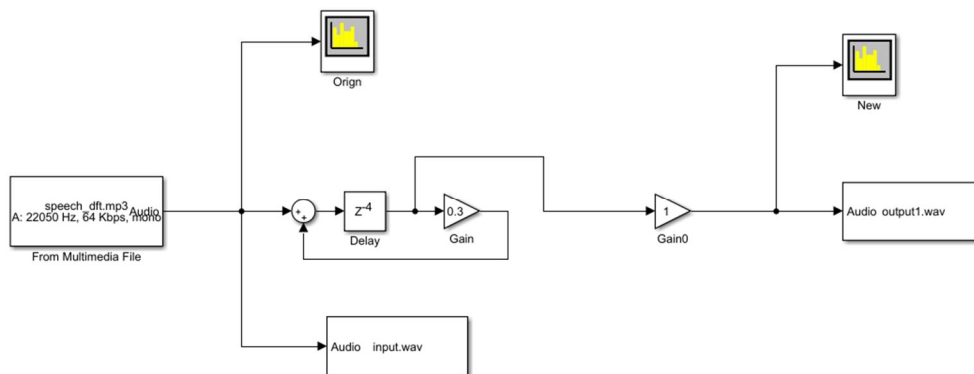 Orign
New
speech_dft.mp3
A: 22050 Hz, 64 Kbps, mono
Audio
From Multimedia File
+
+
Z-4
Delay
0.3
Gain
1
Gain0
Audio output1.wav
Audio input.wav